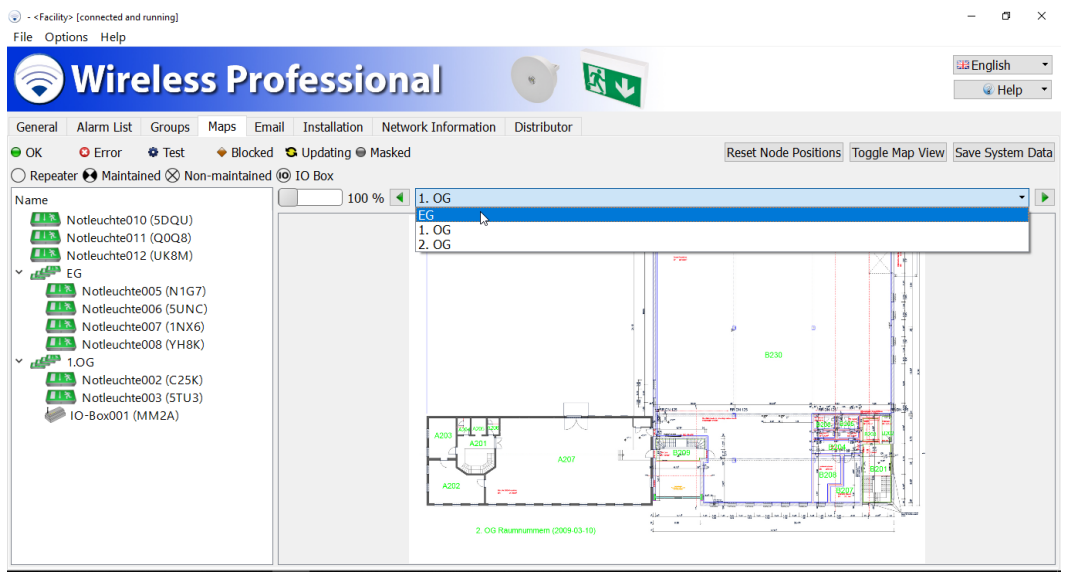 - <Facility> [connected and running]
File Options Help
Wireless Professional
English
Help
General Alarm List Groups Maps Email Installation Network Information Distributor
OK Error Test Blocked Updating Masked
Reset Node Positions Toggle Map View Save System Data
Repeater Maintained Non-maintained IO IO Box
Name
100 % 1. OG
EG
1. OG
2. OG
Notleuchte010 (5DQU)
Notleuchte011 (Q0Q8)
Notleuchte012 (UK8M)
EG
Notleuchte005 (N1G7)
Notleuchte006 (5UNC)
Notleuchte007 (1NX6)
Notleuchte008 (YH8K)
1.OG
Notleuchte002 (C25K)
Notleuchte003 (5TU3)
IO-Box001 (MM2A)
B230
A203
A201
A207
A202
B209
B204
B208
B201
B207
2. OG Raumnummern (2009-03-19)